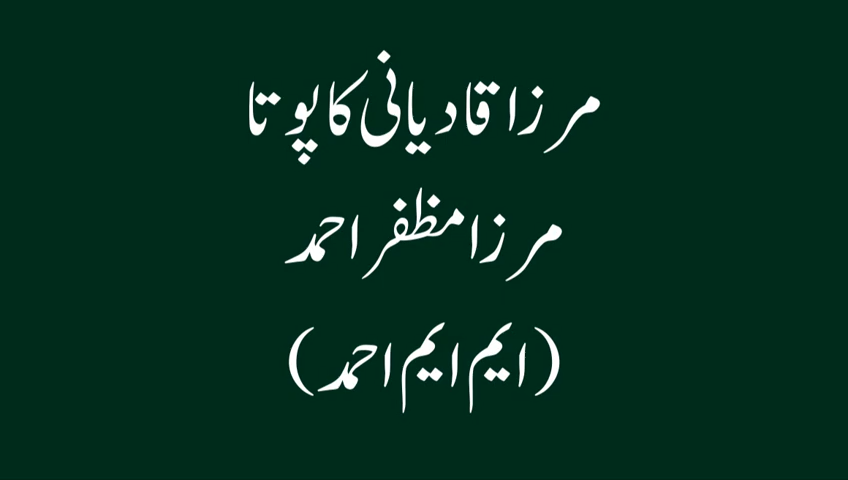 مرزا قادیانی کا پوتا
مرزا مظفر احمد
(ایم ایم احمد)